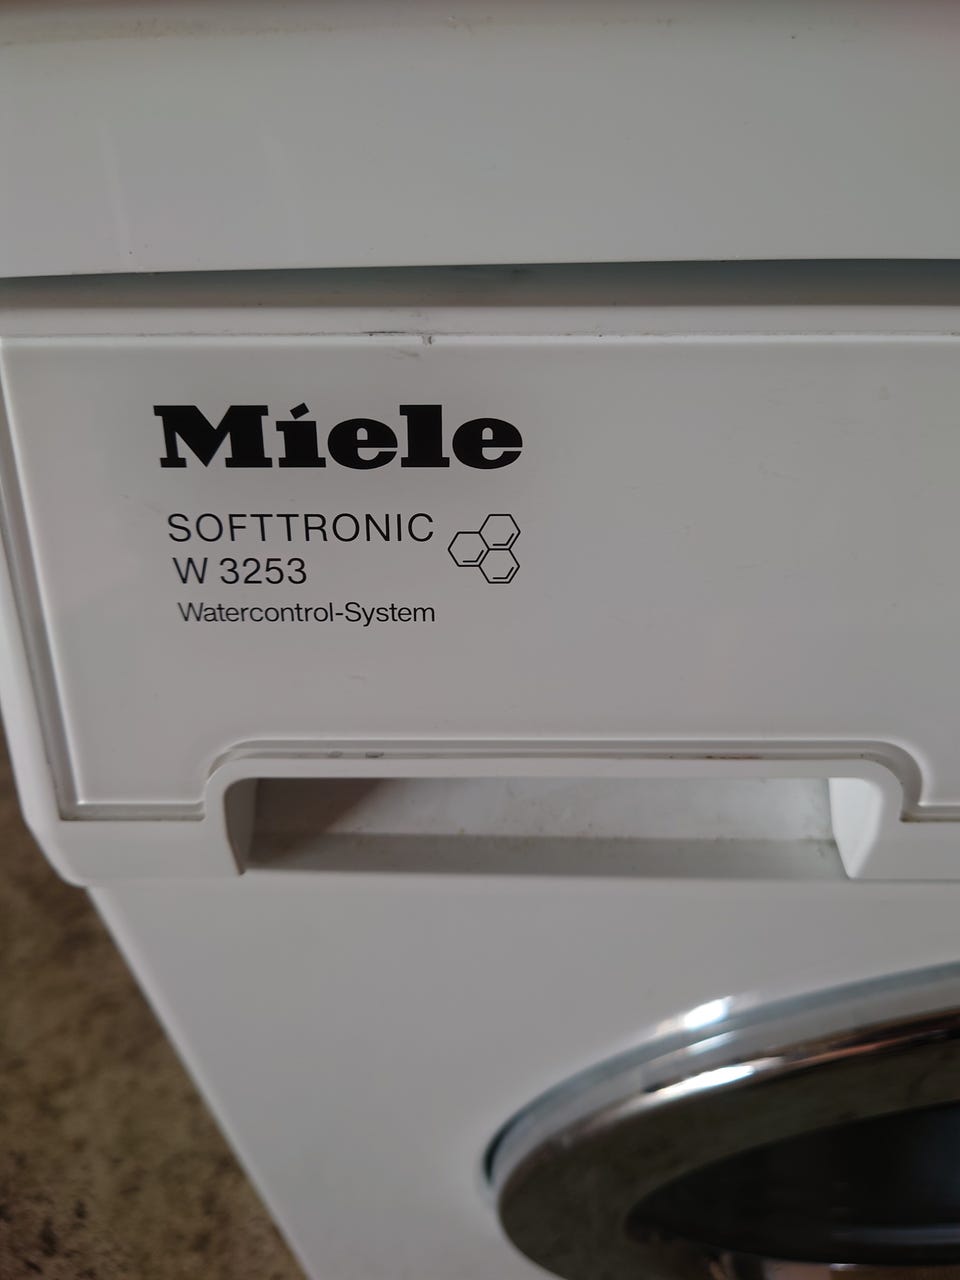 Miele
SOFTTRONIC
W 3253
Watercontrol-System